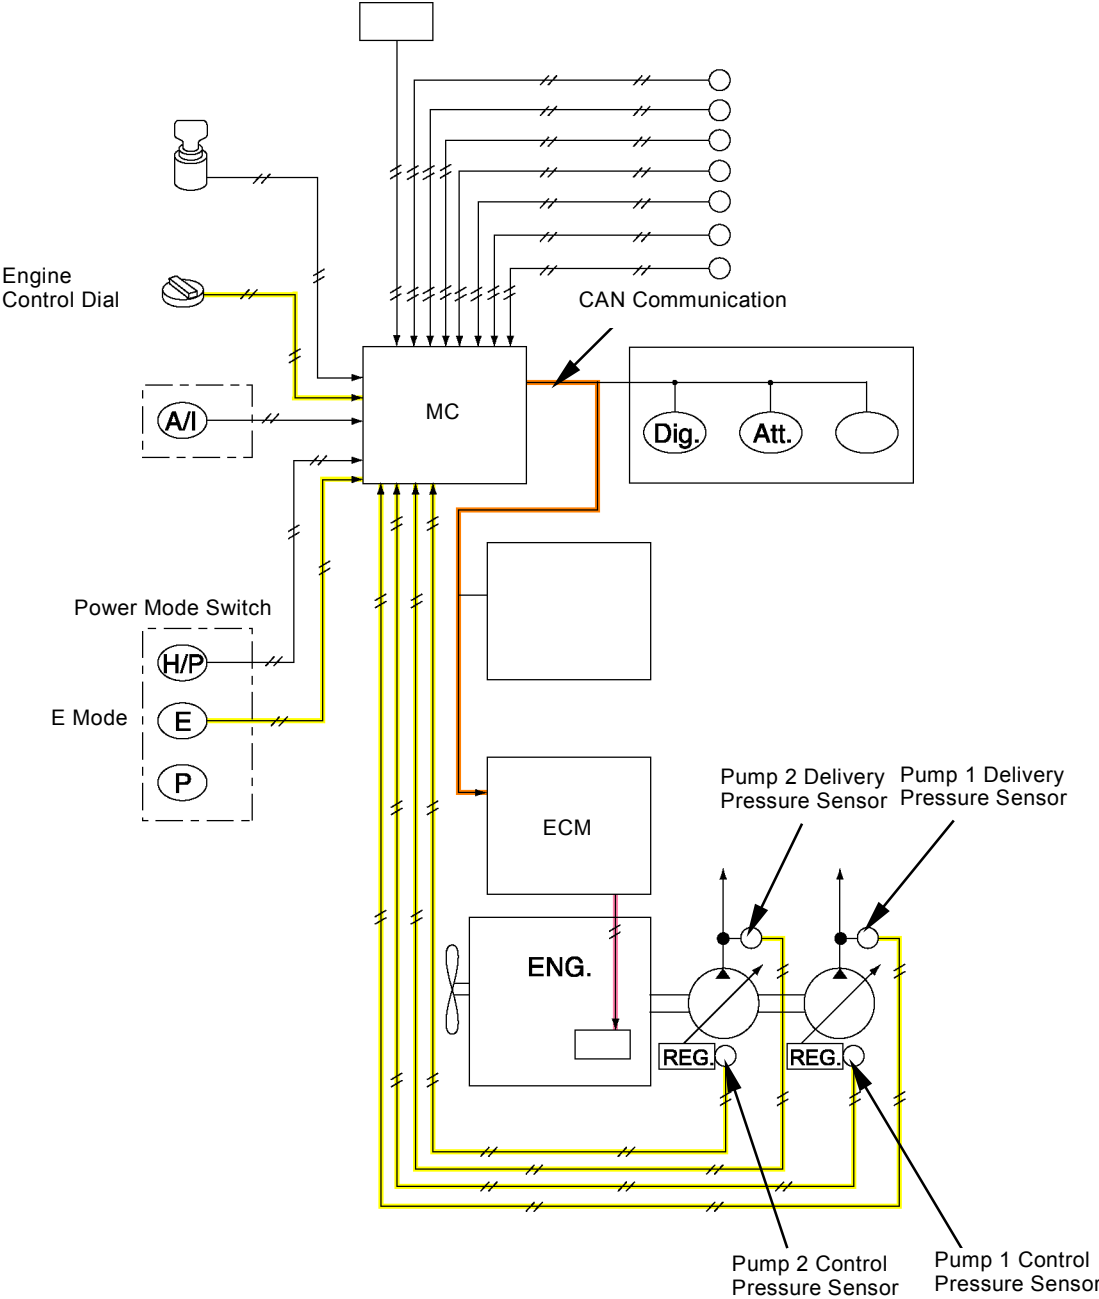 Engine
Control Dial
CAN Communication
MC
A/I
Dig.
Att.
Power Mode Switch
H/P
E Mode
E
P
ECM
Pump 2 Delivery
Pressure Sensor
Pump 1 Delivery
Pressure Sensor
ENG.
REG.
REG.
Pump 2 Control
Pressure Sensor
Pump 1 Control
Pressure Sensor